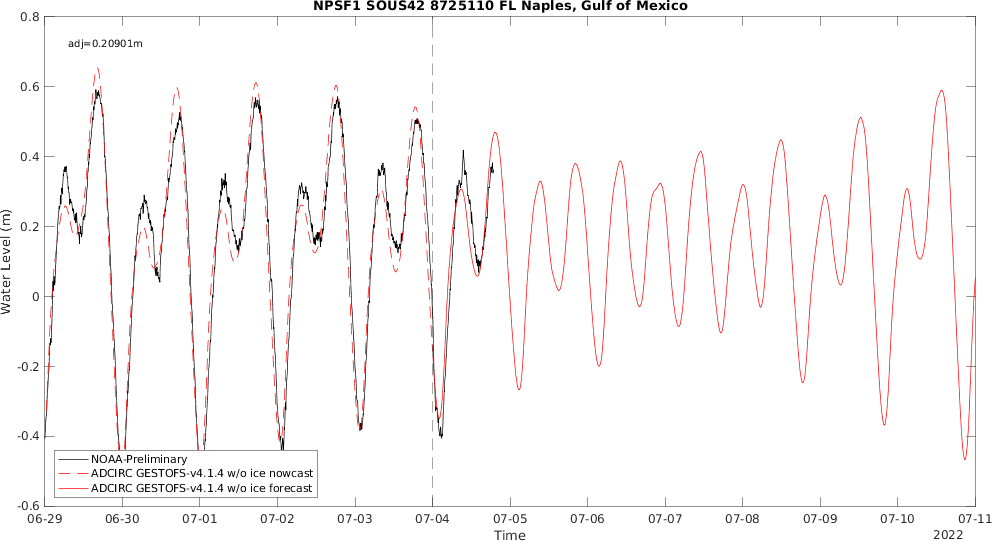 NPSF1 SOUS42 8725110 FL Naples, Gulf of Mexico
adj=0.20901m
0.8
0.6
0.4
0.2
0
-0.2
-0.4
-0.6
Water Level (m)
NOAA-Preliminary
ADCIRC GESTOFS-v4.1.4 w/o ice nowcast
ADCIRC GESTOFS-v4.1.4 w/o ice forecast
06-29 06-30 07-01 07-02 07-03 07-04 07-05 07-06 07-07 07-08 07-09 07-10 07-11
Time
2022